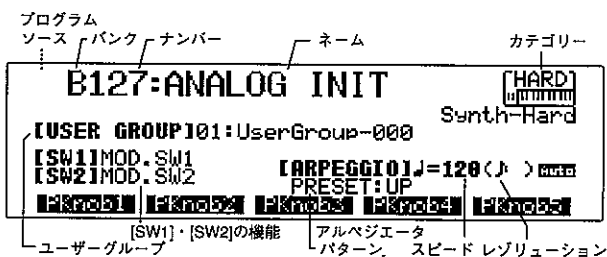 プログラム
ソース バンク ナンバー ネーム カテゴリー
B127:ANALOG INIT [HARD]
Synth-Hard
[USER GROUP]01:UserGroup-000
[SW1]MOD.SW1
[SW2]MOD.SW2 [ARPEGGIO]♩=120(♪ ) Auto
PRESET:UP
PKnob1 PKnob2 PKnob3 PKnob4 PKnob5
[SW1]・[SW2]の機能 アルペジエータ
ユーザーグループ パターン スピード レゾリューション